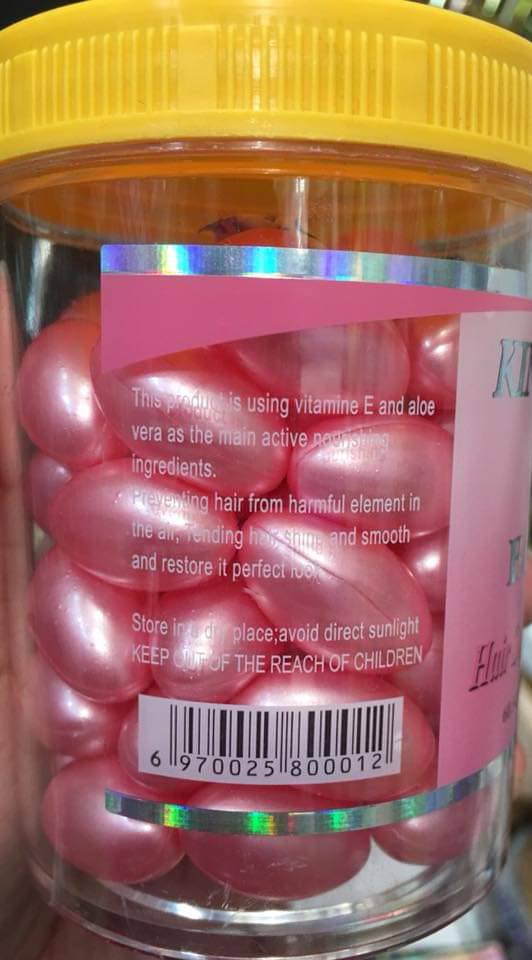 This product is using vitamine E and aloe
vera as the main active nourishing
ingredients.
Preventing hair from harmful element in
the air, Tending hair shine and smooth
and restore it perfect look
Store in a dry place;avoid direct sunlight
KEEP OUT OF THE REACH OF CHILDREN
6 970025 800012